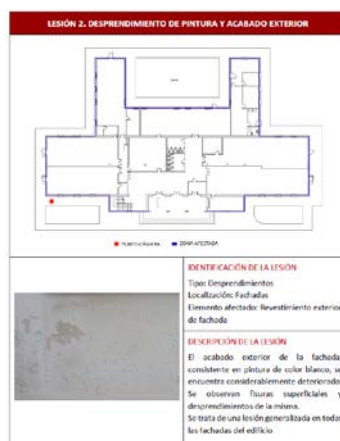 LESIÓN 2. DESPRENDIMIENTO DE PINTURA Y ACABADO EXTERIOR
ZONA AFECTADA
IDENTIFICACIÓN DE LA LESIÓN
Tipo: Desprendimientos
Localización: Fachadas
Elemento afectado: Revestimiento exterior
de fachada
DESCRIPCIÓN DE LA LESIÓN
El acabado exterior de la fachada,
consistente en pintura de color blanco, se
encuentra considerablemente deteriorado.
Se observan fisuras superficiales y
desprendimientos de la misma.
Se trata de una lesión generalizada en todas
las fachadas del edificio